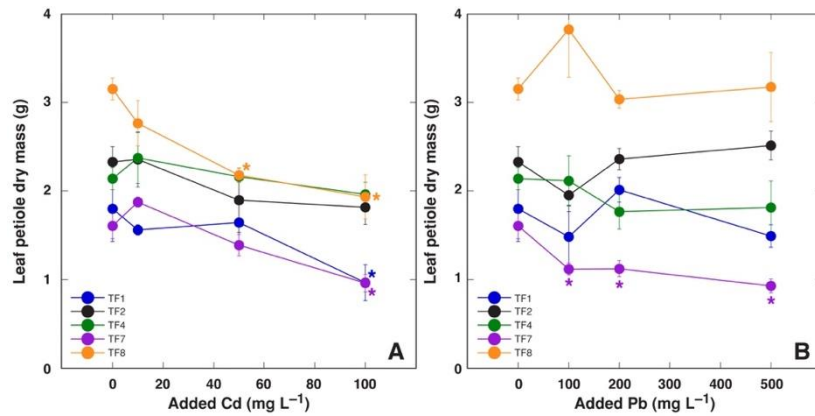 4
3
2
1
0
Leaf petiole dry mass (g)
TF1
TF2
TF4
TF7
TF8
*
*
*
*
A
0 20 40 60 80 100
Added Cd (mg L–1)
4
3
2
1
0
Leaf petiole dry mass (g)
TF1
TF2
TF4
TF7
TF8
*
*
*
B
0 100 200 300 400 500
Added Pb (mg L–1)